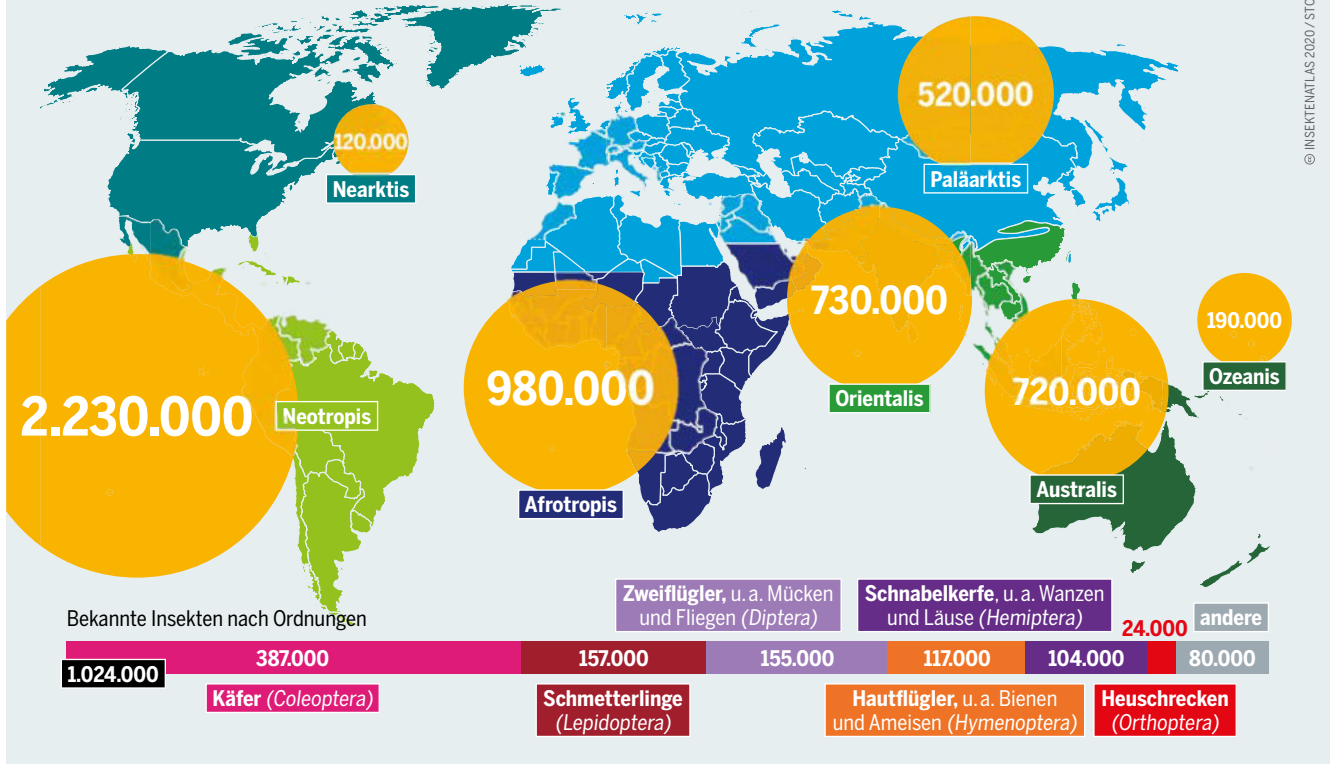 © INSEKTENATLAS 2020 / STO
520.000
Paläarktis
120.000
Nearktis
730.000
Orientalis
190.000
Ozeanis
2.230.000
Neotropis
980.000
Afrotropis
720.000
Australis
Bekannte Insekten nach Ordnungen
Zweiflügler, u. a. Mücken
und Fliegen (Diptera)
Schnabelkerfe, u. a. Wanzen
und Läuse (Hemiptera)
24.000
andere
1.024.000
387.000
157.000
155.000
117.000
104.000
80.000
Käfer (Coleoptera)
Schmetterlinge
(Lepidoptera)
Hautflügler, u. a. Bienen
und Ameisen (Hymenoptera)
Heuschrecken
(Orthoptera)